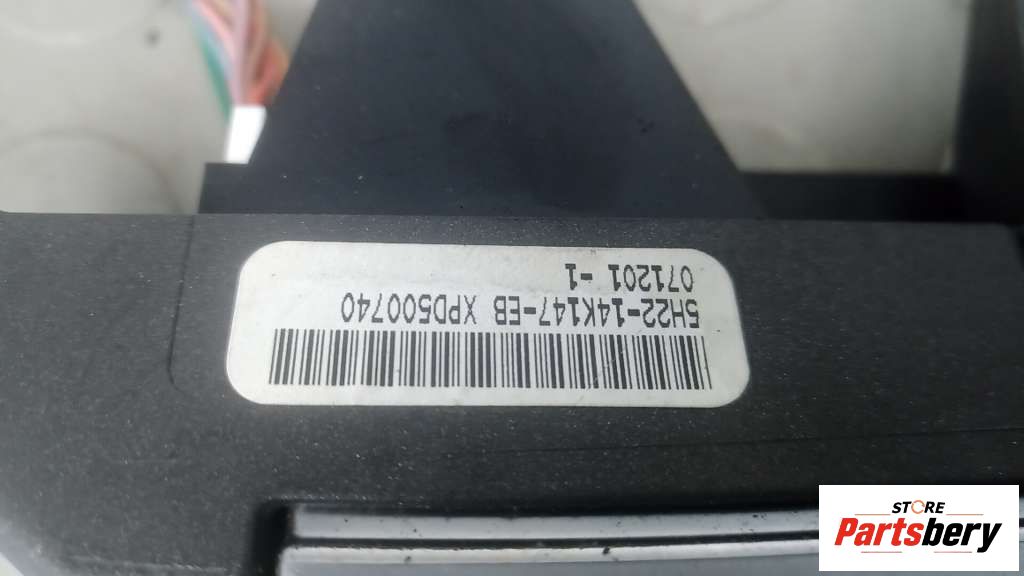 5H22-14K147-EB XPD500740
071201 -1
STORE
Partsbery